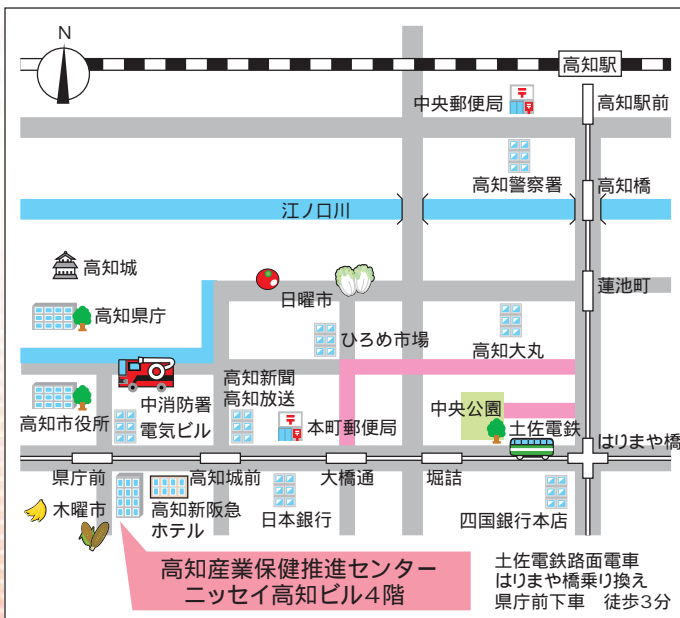 N
高知駅
中央郵便局
高知駅前
高知警察署
高知橋
江ノ口川
高知城
日曜市
蓮池町
高知県庁
ひろめ市場
高知大丸
高知新聞
高知放送
中消防署
中央公園
高知市役所
電気ビル
本町郵便局
土佐電鉄
はりまや橋
県庁前
高知城前
大橋通
堀詰
木曜市
高知新阪急
ホテル
日本銀行
四国銀行本店
高知産業保健推進センター
ニッセイ高知ビル4階
土佐電鉄路面電車
はりまや橋乗り換え
県庁前下車 徒歩3分